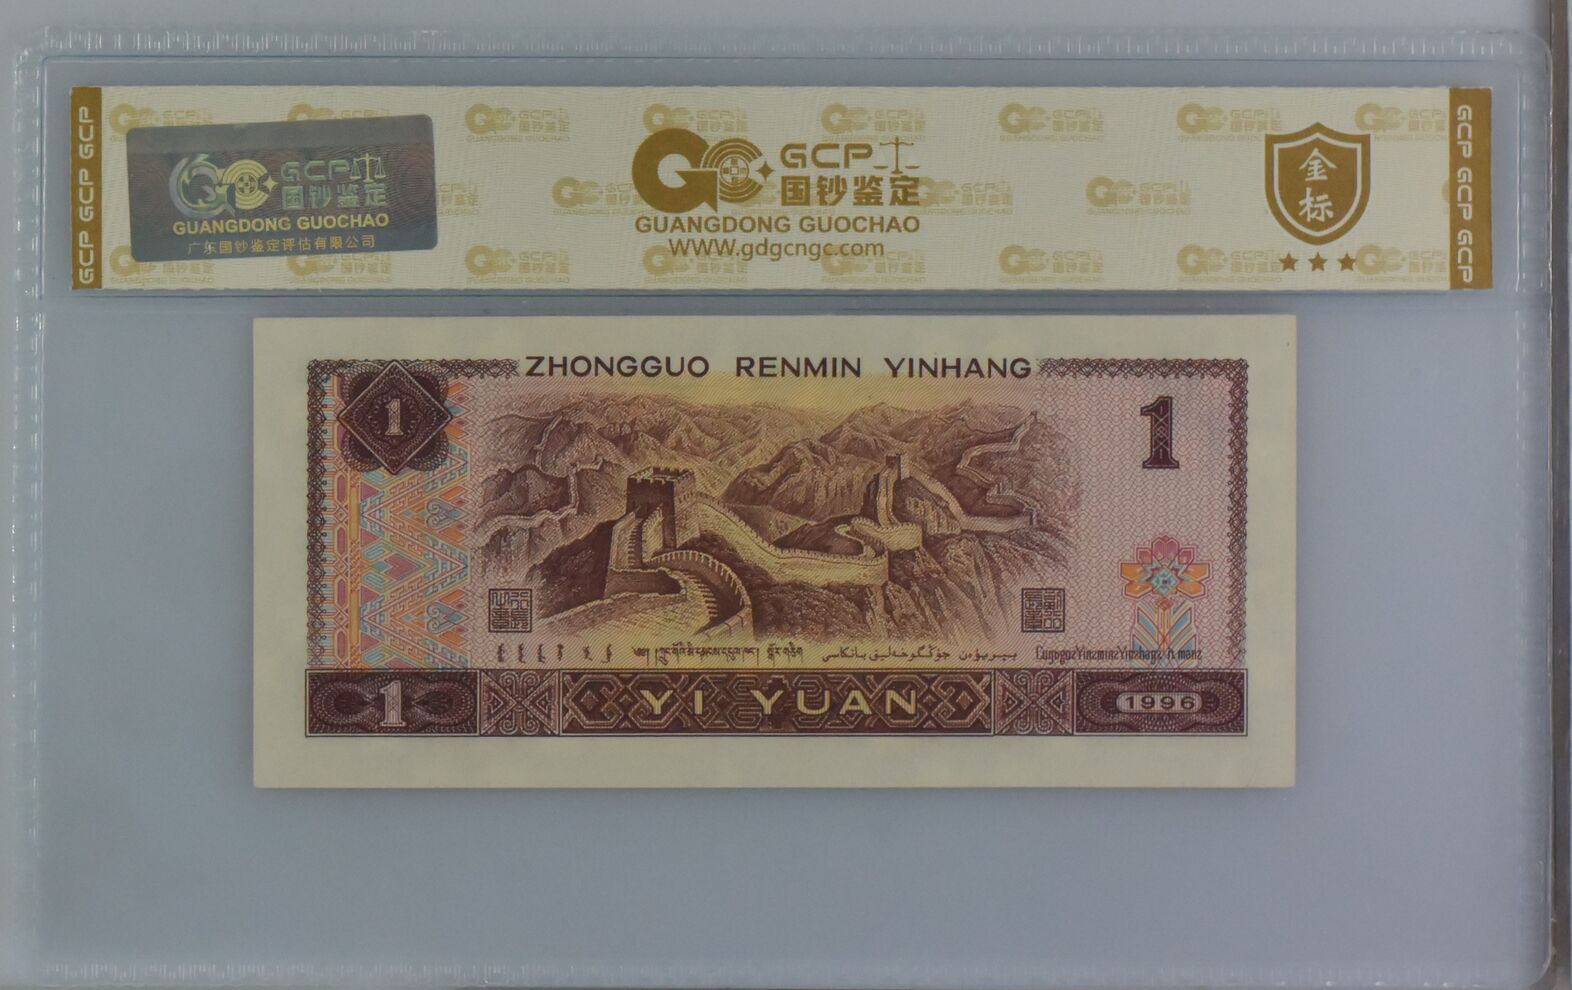 GCP GCP GCP
GCP
国钞鉴定
GUANGDONG GUOCHAO
广东国钞鉴定评估有限公司
GCP
国钞鉴定
GUANGDONG GUOCHAO
WWW.gdgcngc.com
金
标
GCP GCP GCP
ZHONGGUO RENMIN YINHANG
1
1
1
YI YUAN
1996